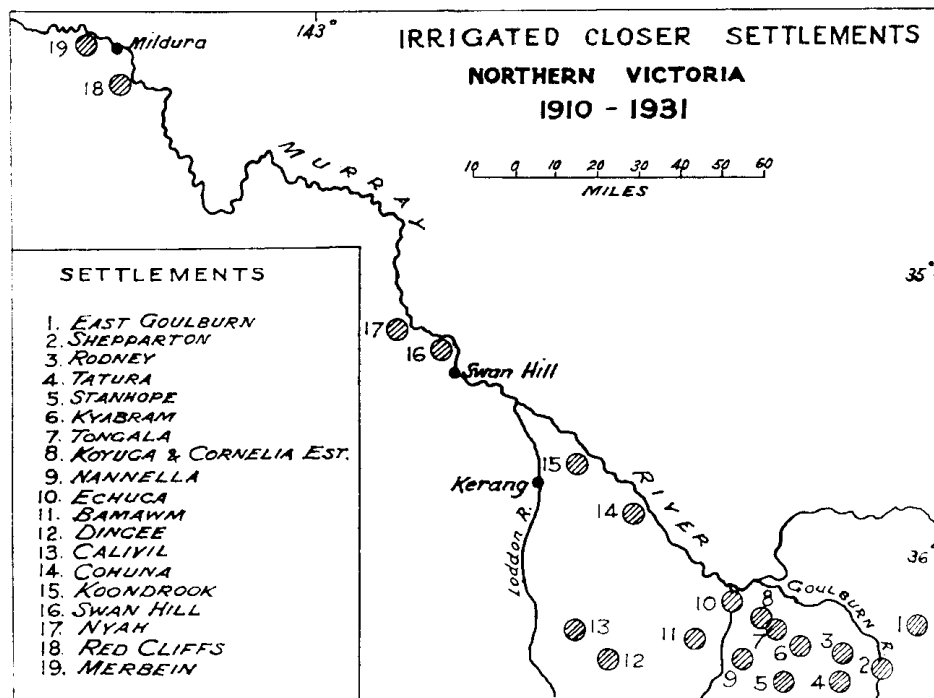 IRRIGATED CLOSER SETTLEMENTS
NORTHERN VICTORIA
1910 - 1931
143°
10 0 10 20 30 40 50 60
MILES
35°
36°
19 Mildura
18
MURRAY
17
16
Swan Hill
15
Kerang
14
RIVER
Loddon R.
GOULBURN R.
10
8
7
6
3
1
13
11
12
9
5
4
2
SETTLEMENTS
1. EAST GOULBURN
2. SHEPPARTON
3. RODNEY
4. TATURA
5. STANHOPE
6. KYABRAM
7. TONGALA
8. KOYUGA & CORNELIA EST.
9. NANNELLA
10. ECHUCA
11. BAMAWM
12. DINGEE
13. CALIVIL
14. COHUNA
15. KOONDROOK
16. SWAN HILL
17. NYAH
18. RED CLIFFS
19. MERBEIN